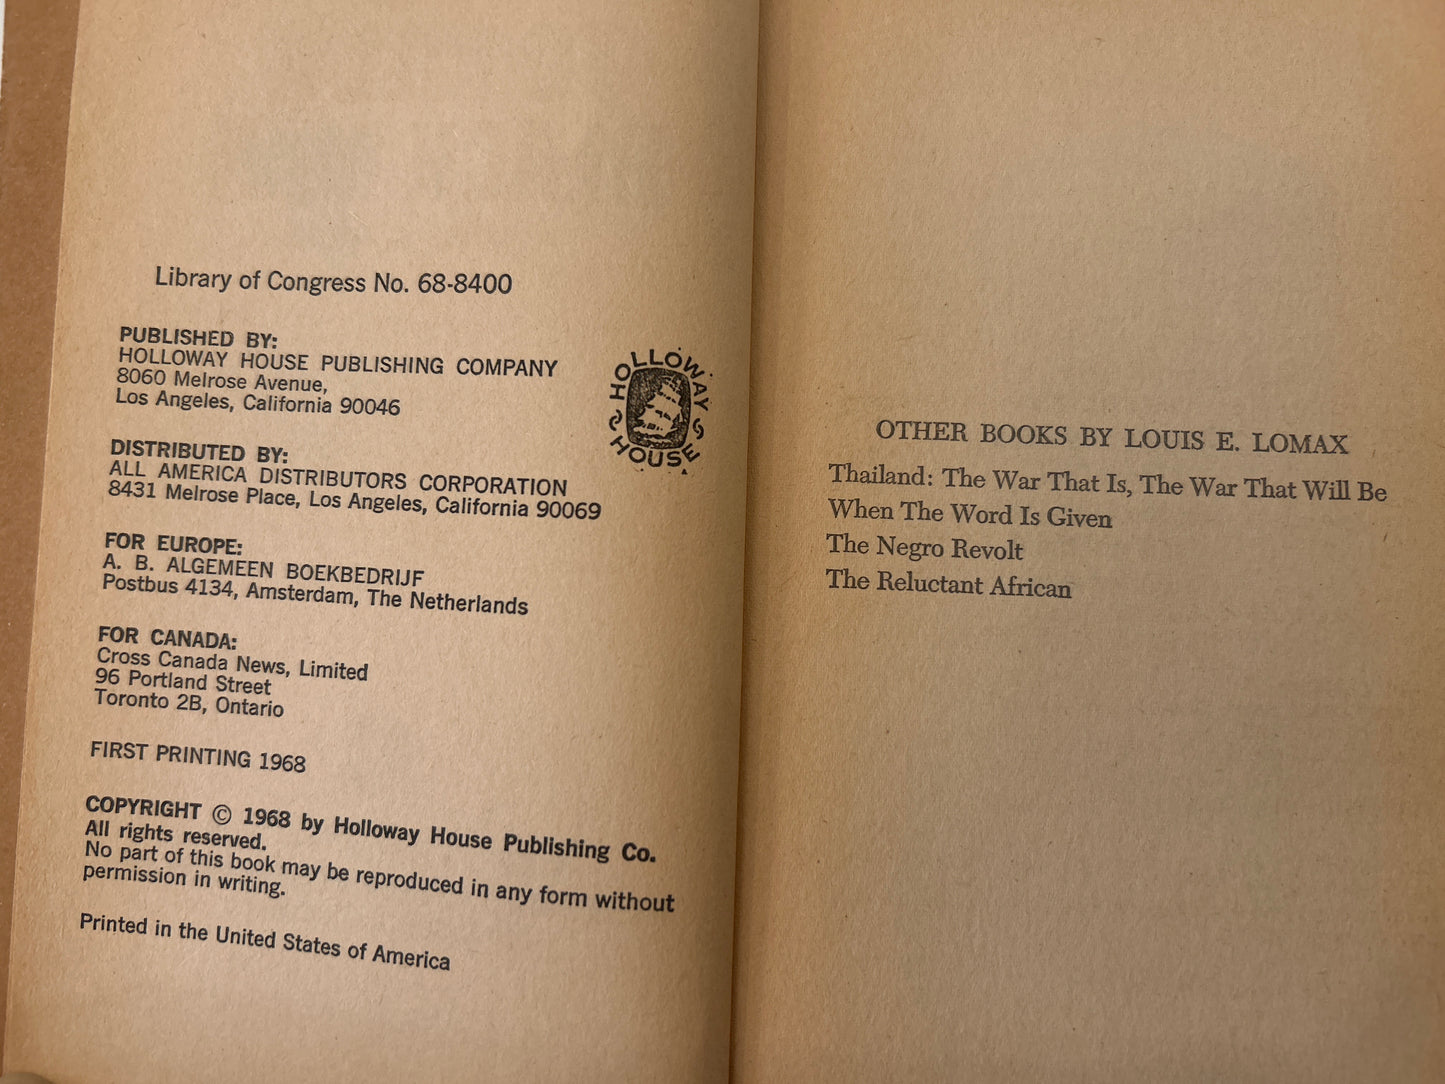 Library of Congress No. 68-8400
PUBLISHED BY:
HOLLOWAY HOUSE PUBLISHING COMPANY
8060 Melrose Avenue,
Los Angeles, California 90046
HOLLOWAY
HOUSE
DISTRIBUTED BY:
ALL AMERICA DISTRIBUTORS CORPORATION
8431 Melrose Place, Los Angeles, California 90069
FOR EUROPE:
A. B. ALGEMEEN BOEKBEDRIJF
Postbus 4134, Amsterdam, The Netherlands
FOR CANADA:
Cross Canada News, Limited
96 Portland Street
Toronto 2B, Ontario
FIRST PRINTING 1968
COPYRIGHT © 1968 by Holloway House Publishing Co.
All rights reserved.
No part of this book may be reproduced in any form without
permission in writing.
Printed in the United States of America
OTHER BOOKS BY LOUIS E. LOMAX
Thailand: The War That Is, The War That Will Be
When The Word Is Given
The Negro Revolt
The Reluctant African